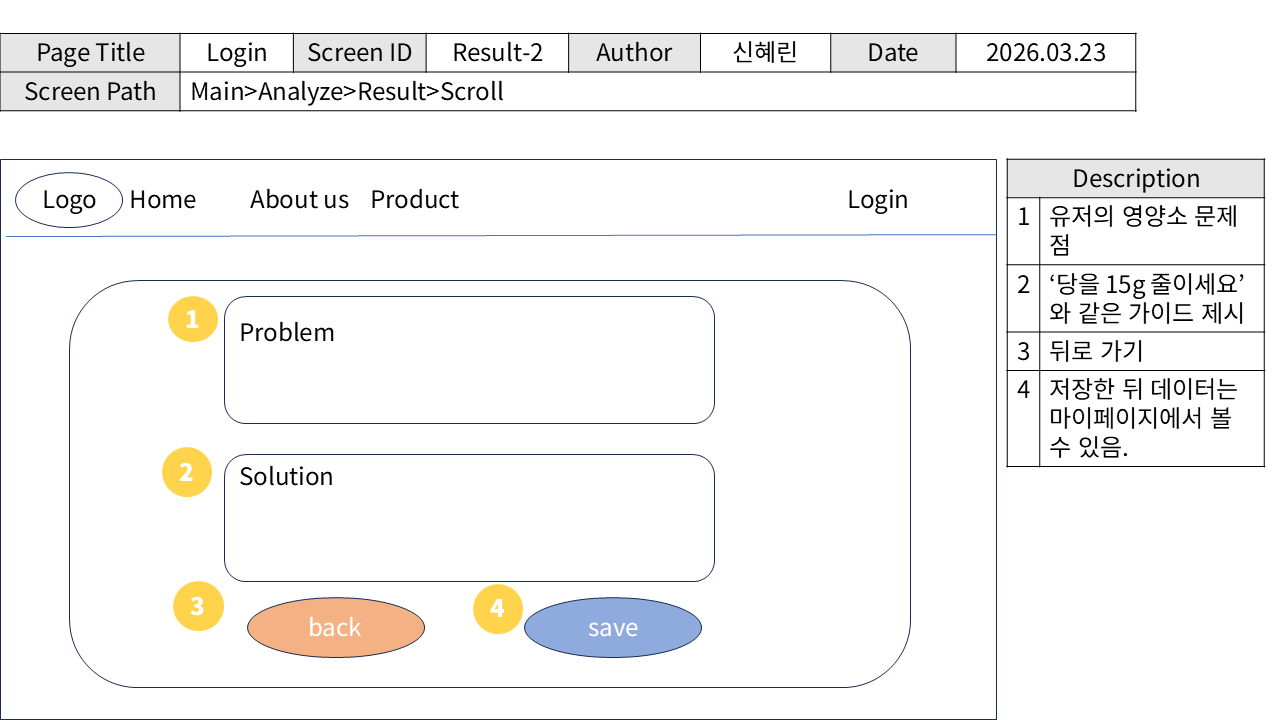 Page Title Login Screen ID Result-2 Author 신혜린 Date 2026.03.23
Screen Path Main>Analyze>Result>Scroll
Logo Home About us Product Login
1
Problem
2
Solution
3
back
4
save
Description
1 유저의 영양소 문제
점
2 ‘당을 15g 줄이세요’
와 같은 가이드 제시
3 뒤로 가기
4 저장한 뒤 데이터는
마이페이지에서 볼
수 있음.